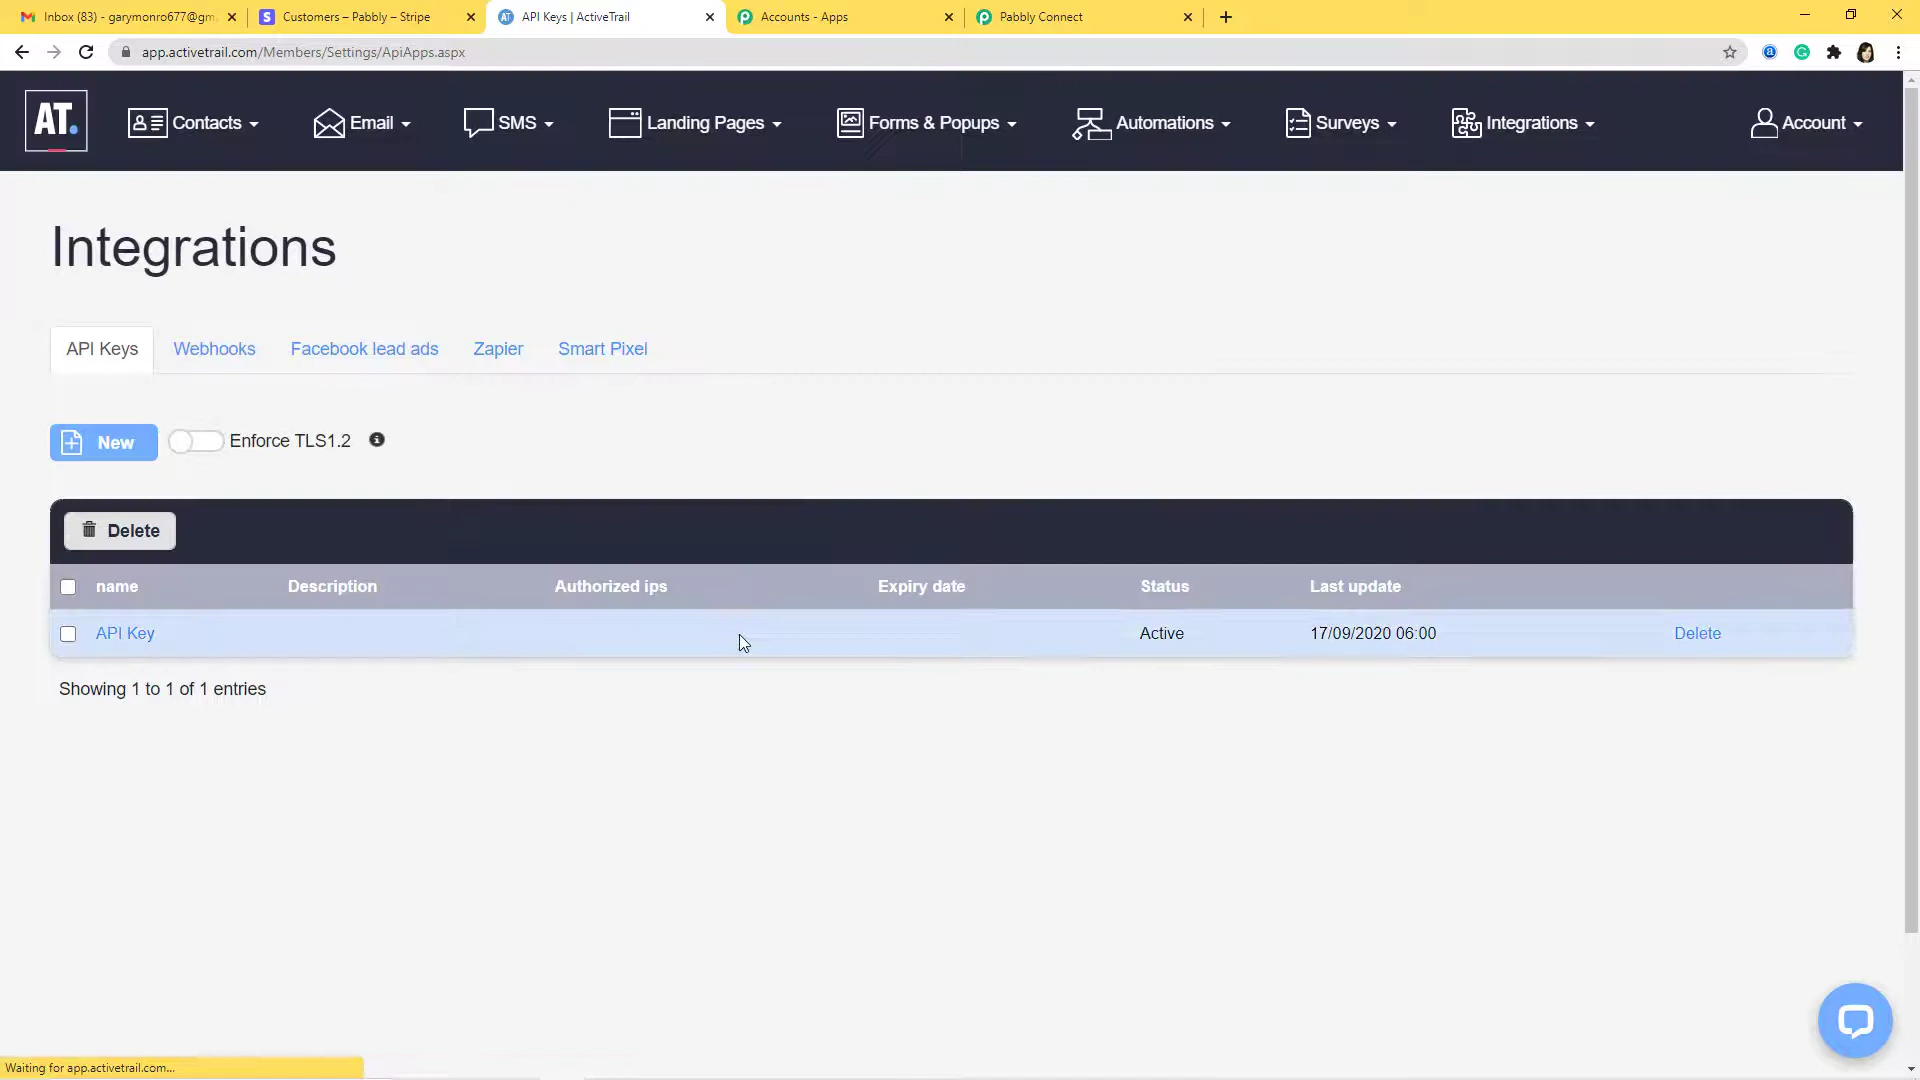 Inbox (83) - garymonro677@gm
Customers – Pabbly – Stripe
API Keys | ActiveTrail
Accounts - Apps
Pabbly Connect
app.activetrail.com/Members/Settings/ApiApps.aspx
AT.
Contacts
Email
SMS
Landing Pages
Forms & Popups
Automations
Surveys
Integrations
Account
Integrations
API Keys
Webhooks
Facebook lead ads
Zapier
Smart Pixel
New
Enforce TLS1.2
Delete
name
Description
Authorized ips
Expiry date
Status
Last update
API Key
Active
17/09/2020 06:00
Delete
Showing 1 to 1 of 1 entries
Waiting for app.activetrail.com...